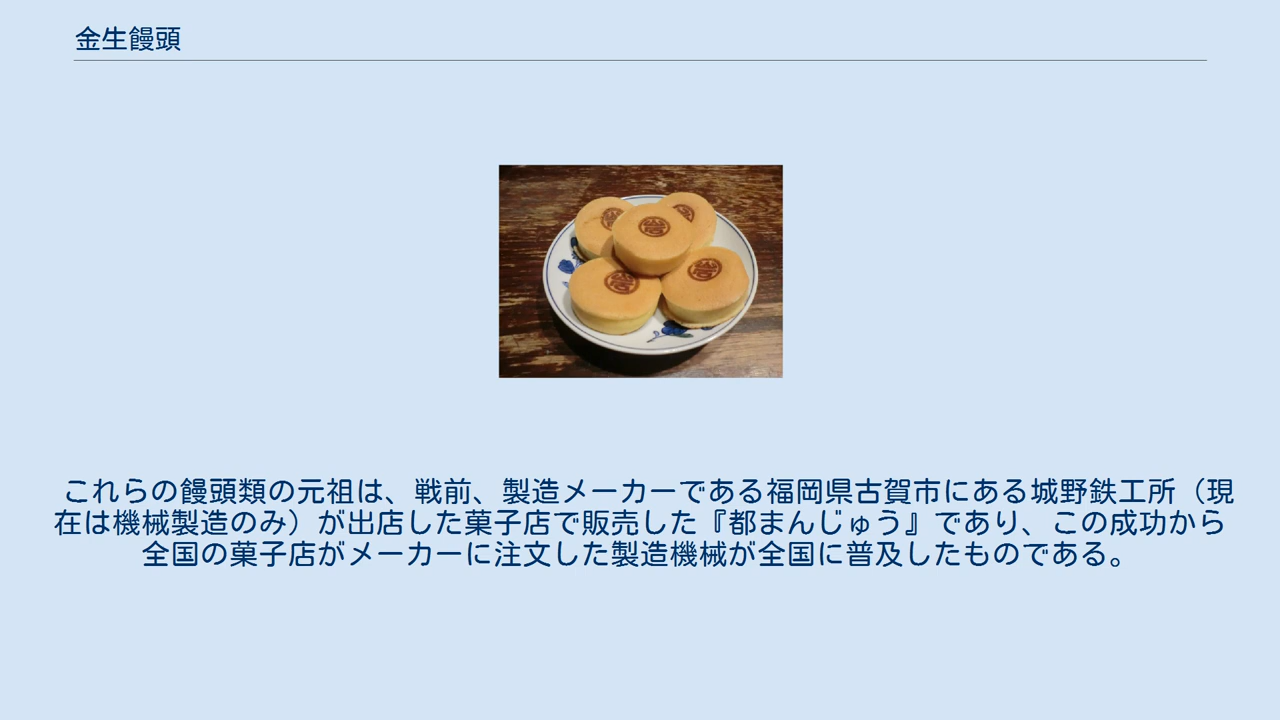 金生饅頭
これらの饅頭類の元祖は、戦前、製造メーカーである福岡県古賀市にある城野鉄工所（現
在は機械製造のみ）が出店した菓子店で販売した『都まんじゅう』であり、この成功から
全国の菓子店がメーカーに注文した製造機械が全国に普及したものである。